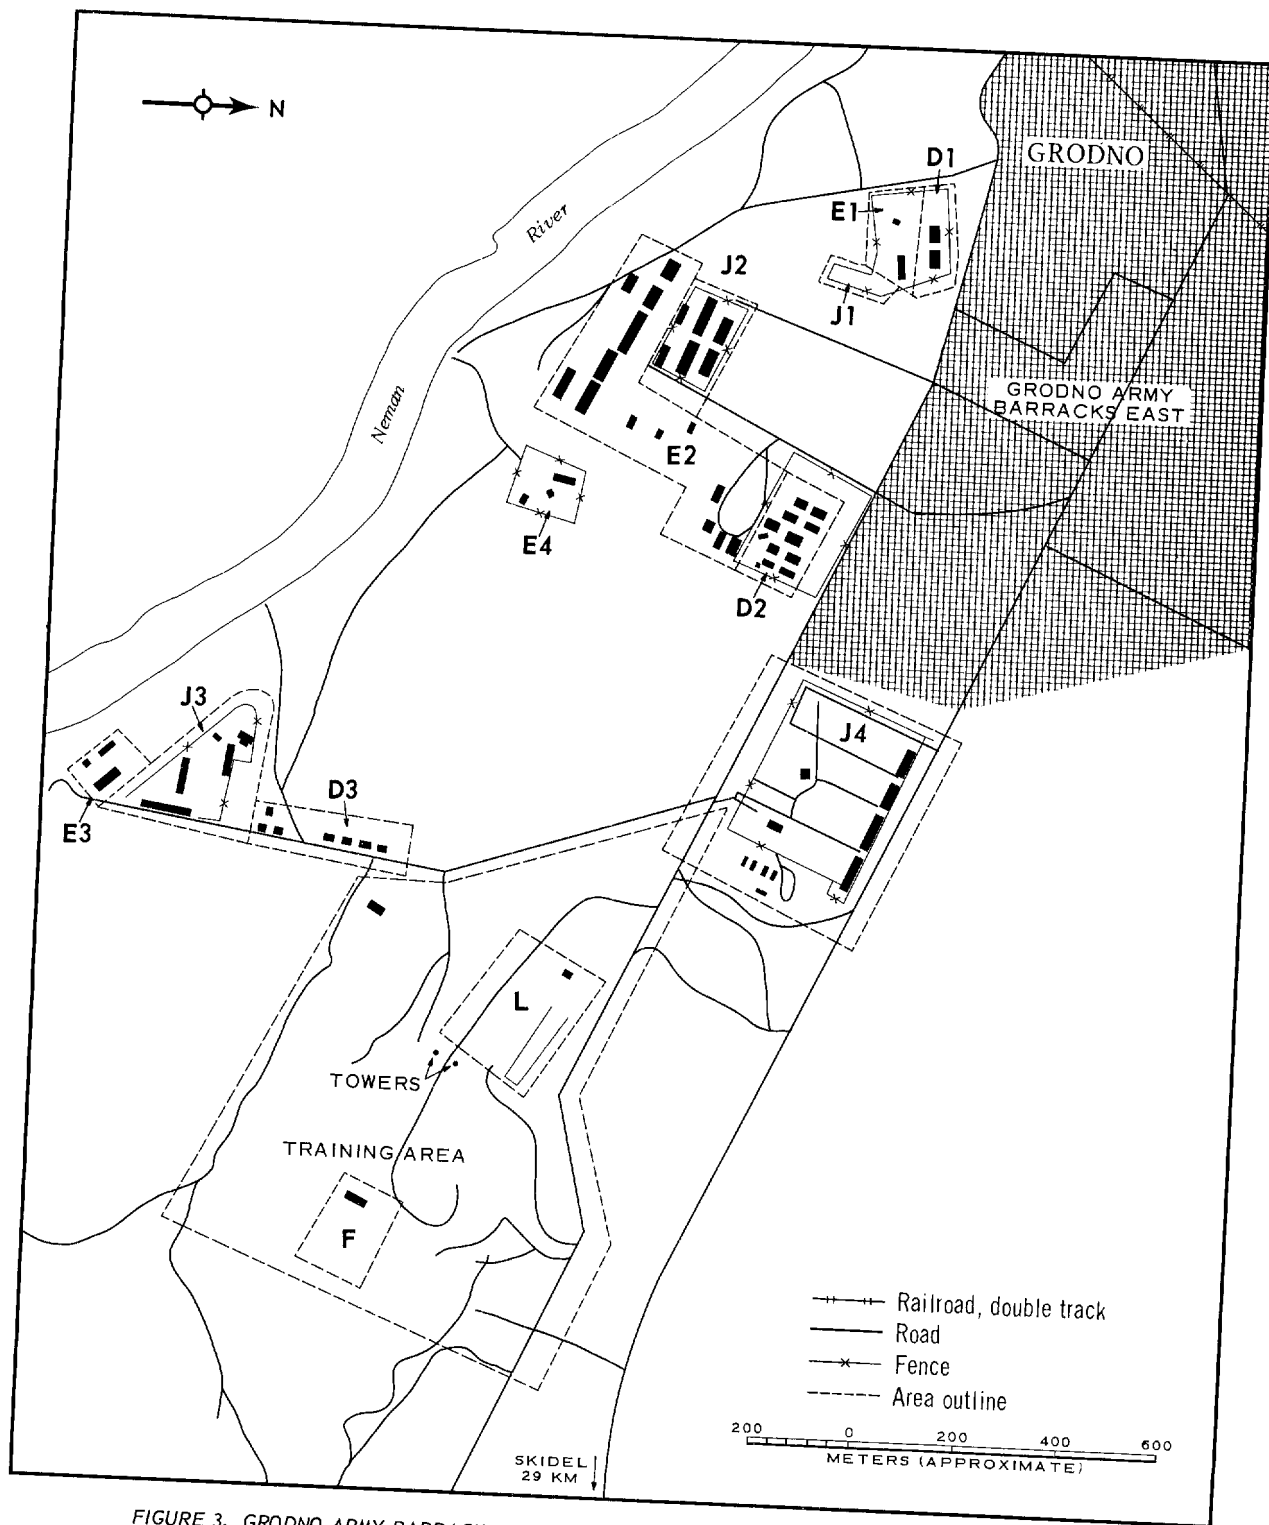 N
GRODNO
D1
E1
River
J2
J1
GRODNO ARMY
BARRACKS EAST
Neman
E2
E4
D2
J3
J4
D3
E3
L
TOWERS
TRAINING AREA
F
Railroad, double track
Road
Fence
Area outline
200 0 200 400 600
METERS (APPROXIMATE)
SKIDEL
29 KM
FIGURE 3. GRODNO ARMY